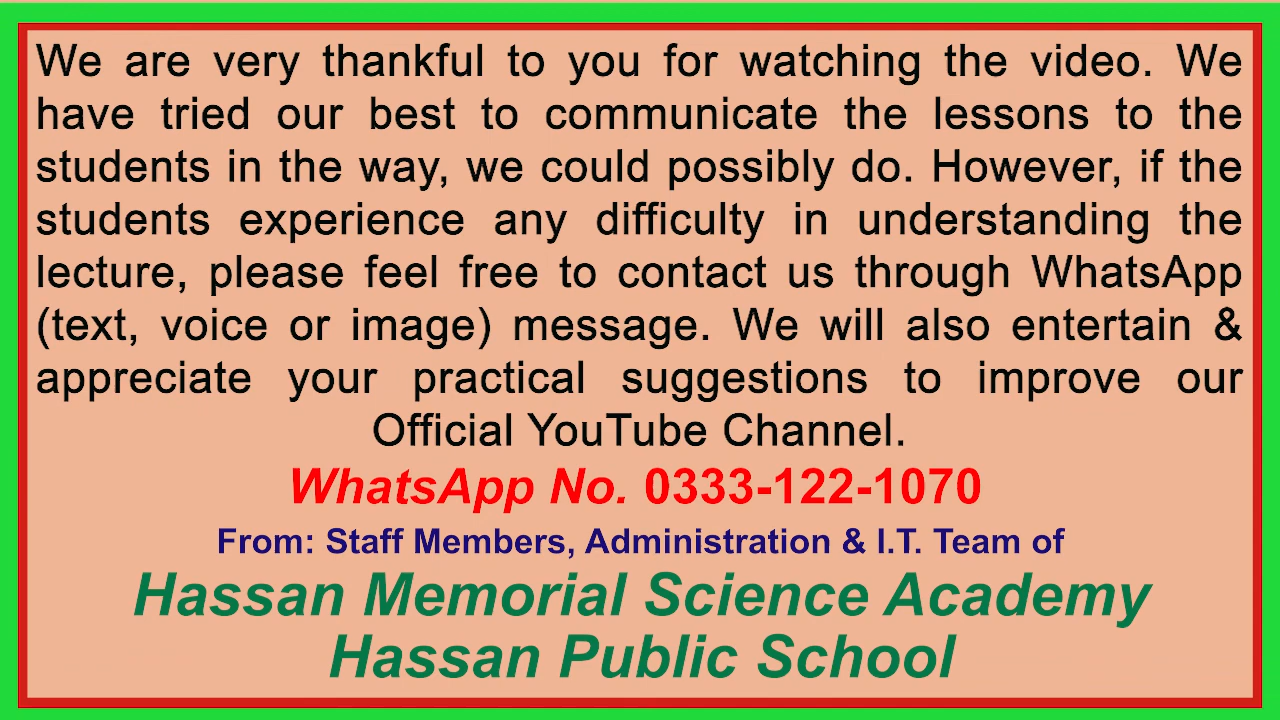 We are very thankful to you for watching the video. We
have tried our best to communicate the lessons to the
students in the way, we could possibly do. However, if the
students experience any difficulty in understanding the
lecture, please feel free to contact us through WhatsApp
(text, voice or image) message. We will also entertain &
appreciate your practical suggestions to improve our
Official YouTube Channel.
WhatsApp No. 0333-122-1070
From: Staff Members, Administration & I.T. Team of
Hassan Memorial Science Academy
Hassan Public School